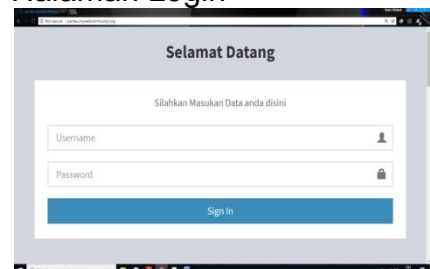 Halaman Login
Selamat Datang
Silahkan Masukan Data anda disini
Username
Password
Sign In